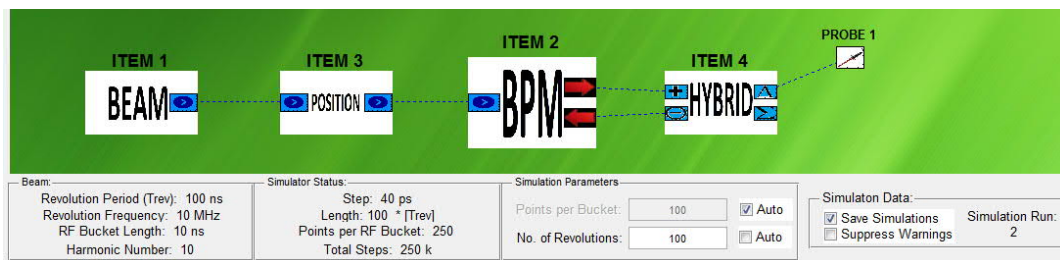 PROBE 1
ITEM 1
ITEM 3
ITEM 2
ITEM 4
BEAM
POSITION
BPM
HYBRID
Beam:
Revolution Period (Trev): 100 ns
Revolution Frequency: 10 MHz
RF Bucket Length: 10 ns
Harmonic Number: 10
Simulator Status:
Step: 40 ps
Length: 100 * [Trev]
Points per RF Bucket: 250
Total Steps: 250 k
Simulation Parameters
Points per Bucket: 100 Auto
No. of Revolutions: 100 Auto
Simulaton Data:
Save Simulations
Suppress Warnings
Simulation Run:
2